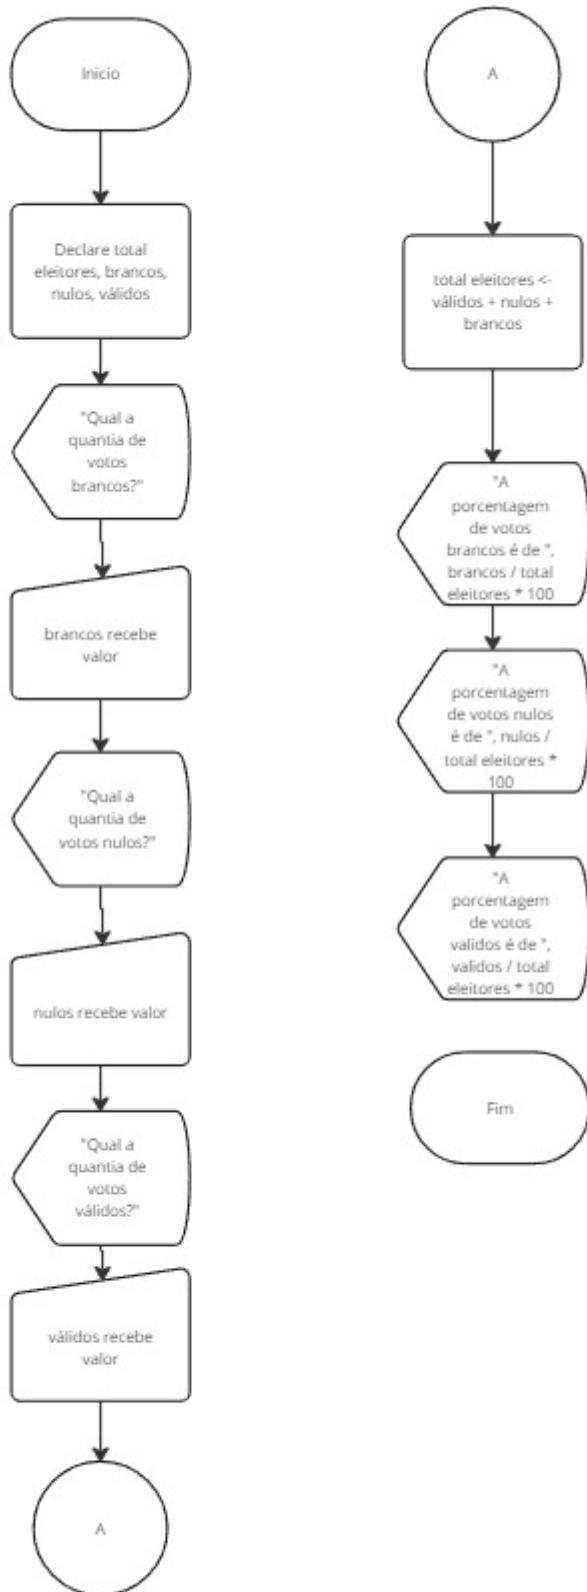 Inicio
Declare total
eleitores, brancos,
nulos, válidos
"Qual a
quantia de
votos
brancos?"
brancos recebe
valor
"Qual a
quantia de
votos nulos?"
nulos recebe valor
"Qual a
quantia de
votos
válidos?"
válidos recebe
valor
A
A
total eleitores <-
válidos + nulos +
brancos
"A
porcentagem
de votos
brancos é de ",
brancos / total
eleitores * 100
"A
porcentagem
de votos nulos
é de ", nulos /
total eleitores *
100
"A
porcentagem
de votos
validos é de ",
validos / total
eleitores * 100
Fim